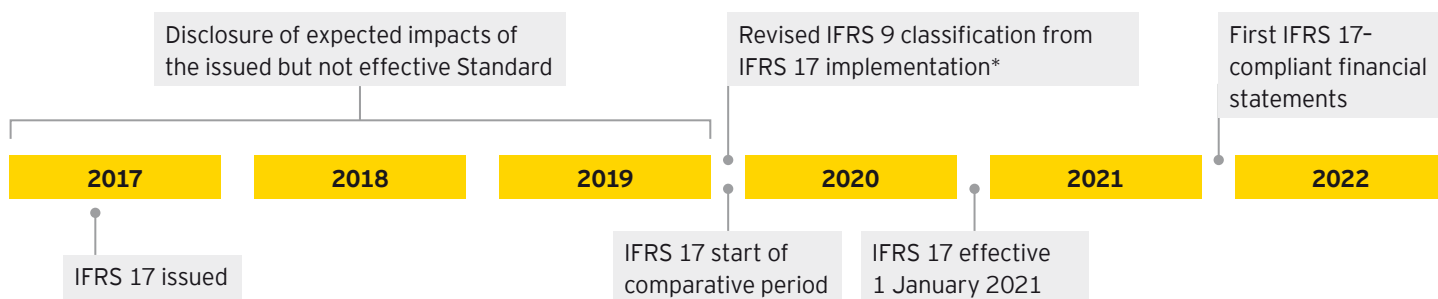 Disclosure of expected impacts of
the issued but not effective Standard
Revised IFRS 9 classification from
IFRS 17 implementation*
First IFRS 17–
compliant financial
statements
2017
2018
2019
2020
2021
2022
IFRS 17 issued
IFRS 17 start of
comparative period
IFRS 17 effective
1 January 2021